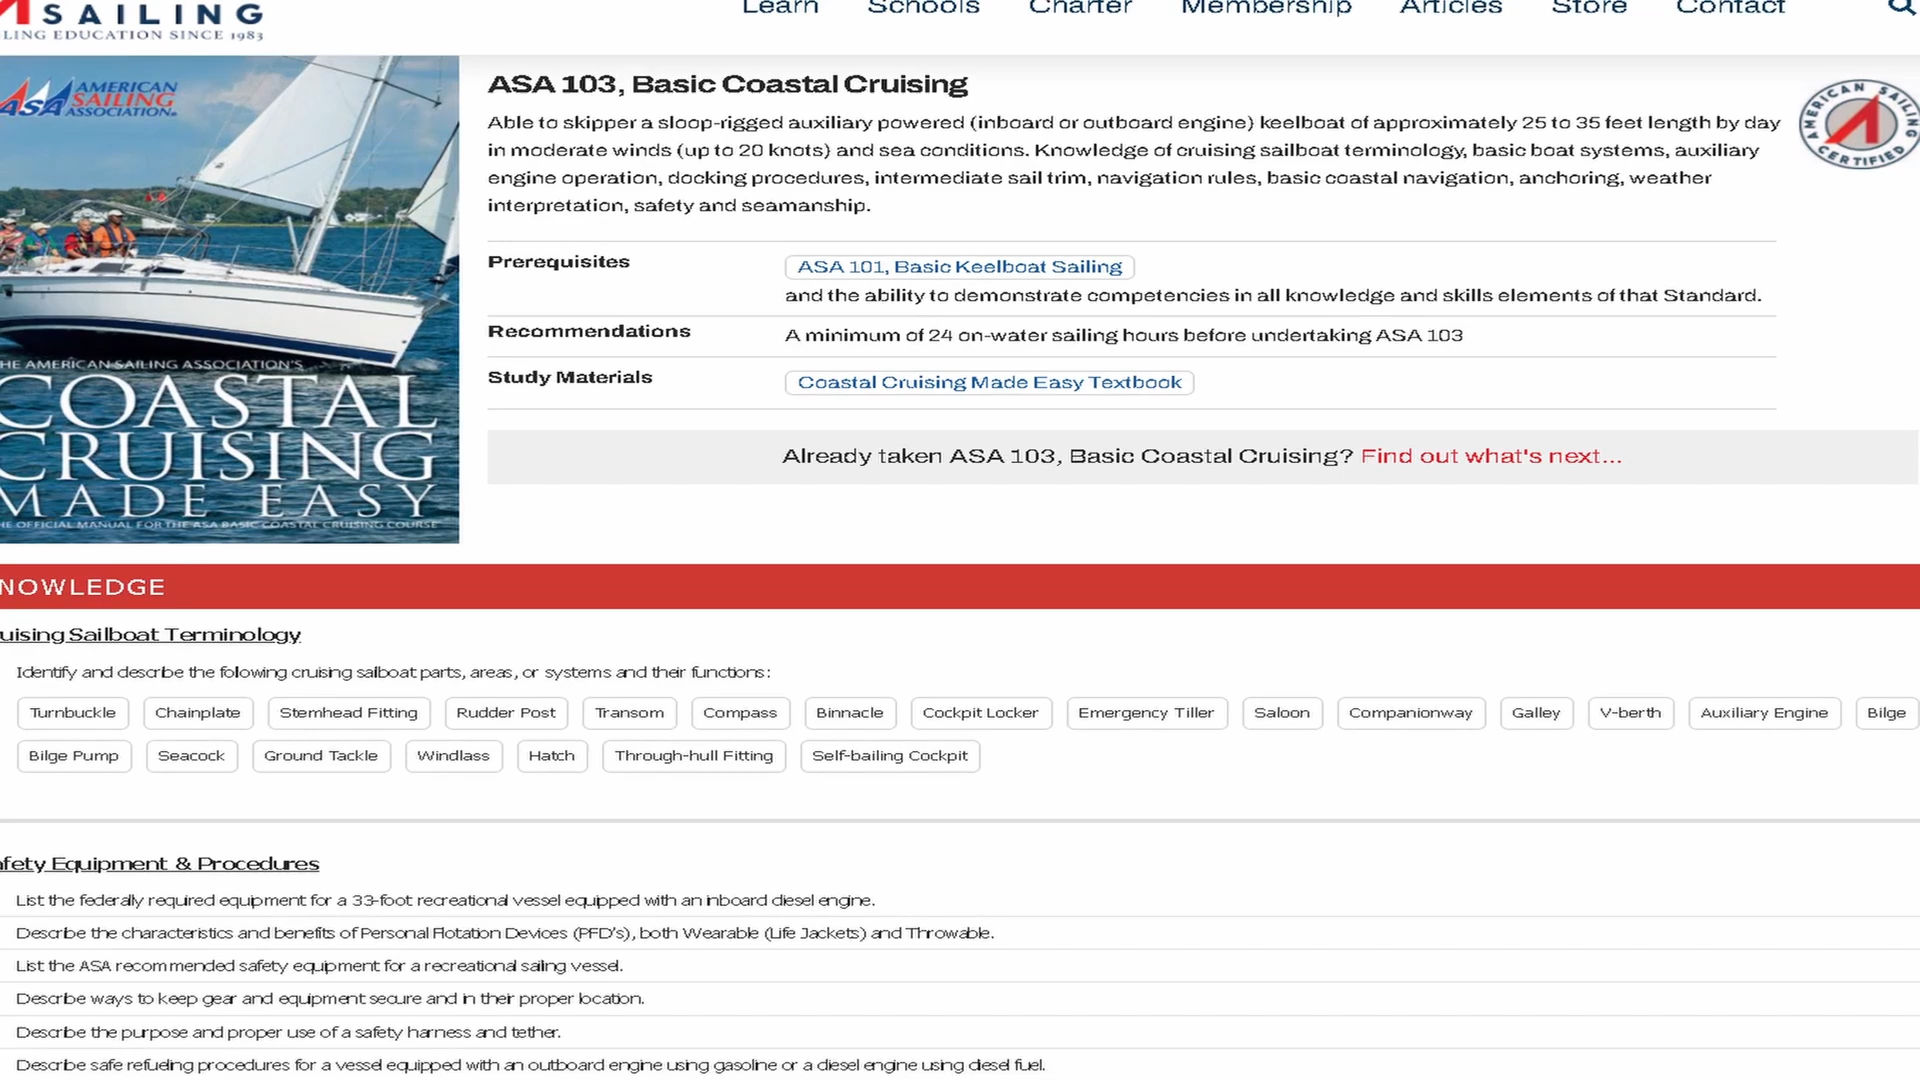 SAILING
Learn Schools Charter Membership Articles Store Contact
LING EDUCATION SINCE 1983
AMERICAN
SAILING
ASSOCIATION
ASA
ASA 103, Basic Coastal Cruising
Able to skipper a sloop-rigged auxiliary powered (inboard or outboard engine) keelboat of approximately 25 to 35 feet length by day
in moderate winds (up to 20 knots) and sea conditions. Knowledge of cruising sailboat terminology, basic boat systems, auxiliary
engine operation, docking procedures, intermediate sail trim, navigation rules, basic coastal navigation, anchoring, weather
interpretation, safety and seamanship.
AMERICAN SAILING
CERTIFIED
Prerequisites
ASA 101, Basic Keelboat Sailing
and the ability to demonstrate competencies in all knowledge and skills elements of that Standard.
Recommendations
A minimum of 24 on-water sailing hours before undertaking ASA 103
Study Materials
Coastal Cruising Made Easy Textbook
Already taken ASA 103, Basic Coastal Cruising? Find out what's next...
HE AMERICAN SAILING ASSOCIATION'S
COASTAL
CRUISING
MADE EASY
HE OFFICIAL MANUAL FOR THE ASA BASIC COASTAL CRUISING COURSE
NOWLEDGE
uising Sailboat Terminology
Identify and describe the following cruising sailboat parts, areas, or systems and their functions:
Turnbuckle Chainplate Stemhead Fitting Rudder Post Transom Compass Binnacle Cockpit Locker Emergency Tiller Saloon Companionway Galley V-berth Auxiliary Engine Bilge
Bilge Pump Seacock Ground Tackle Windlass Hatch Through-hull Fitting Self-bailing Cockpit
afety Equipment & Procedures
List the federally required equipment for a 33-foot recreational vessel equipped with an inboard diesel engine.
Describe the characteristics and benefits of Personal Flotation Devices (PFD's), both Wearable (Life Jackets) and Throwable.
List the ASA recommended safety equipment for a recreational sailing vessel.
Describe ways to keep gear and equipment secure and in their proper location.
Describe the purpose and proper use of a safety harness and tether.
Describe safe refueling procedures for a vessel equipped with an outboard engine using gasoline or a diesel engine using diesel fuel.